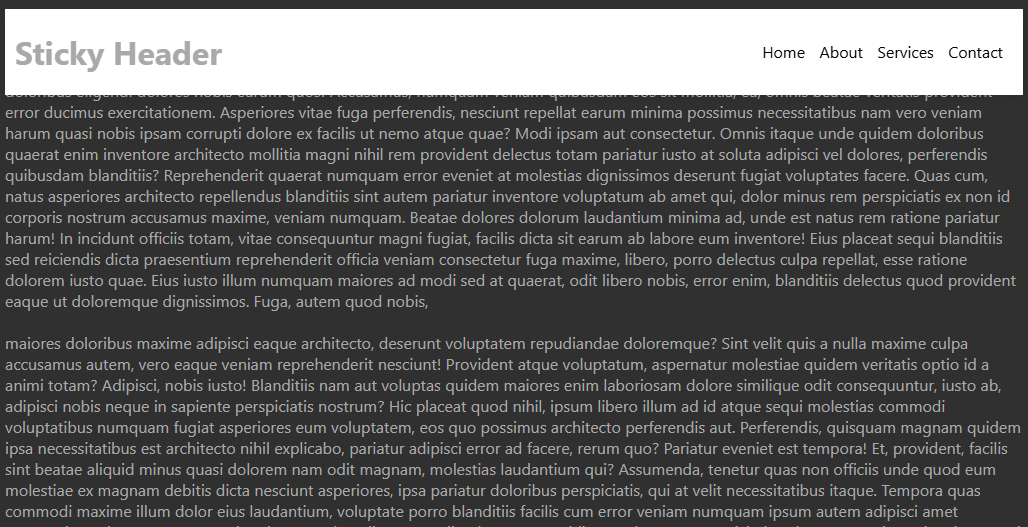 Sticky Header
Home About Services Contact
error ducimus exercitationem. Asperiores vitae fuga perferendis, nesciunt repellat earum minima possimus necessitatibus nam vero veniam
harum quasi nobis ipsam corrupti dolore ex facilis ut nemo atque quae? Modi ipsam aut consectetur. Omnis itaque unde quidem doloribus
quaerat enim inventore architecto mollitia magni nihil rem provident delectus totam pariatur iusto at soluta adipisci vel dolores, perferendis
quibusdam blanditiis? Reprehenderit quaerat numquam error eveniet at molestias dignissimos deserunt fugiat voluptates facere. Quas cum,
natus asperiores architecto repellendus blanditiis sint autem pariatur inventore voluptatum ab amet qui, dolor minus rem perspiciatis ex non id
corporis nostrum accusamus maxime, veniam numquam. Beatae dolores dolorum laudantium minima ad, unde est natus rem ratione pariatur
harum! In incidunt officiis totam, vitae consequuntur magni fugiat, facilis dicta sit earum ab labore eum inventore! Eius placeat sequi blanditiis
sed reiciendis dicta praesentium reprehenderit officia veniam consectetur fuga maxime, libero, porro delectus culpa repellat, esse ratione
dolorem iusto quae. Eius iusto illum numquam maiores ad modi sed at quaerat, odit libero nobis, error enim, blanditiis delectus quod provident
eaque ut doloremque dignissimos. Fuga, autem quod nobis,
maiores doloribus maxime adipisci eaque architecto, deserunt voluptatem repudiandae doloremque? Sint velit quis a nulla maxime culpa
accusamus autem, vero eaque veniam reprehenderit nesciunt! Provident atque voluptatum, aspernatur molestiae quidem veritatis optio id a
animi totam? Adipisci, nobis iusto! Blanditiis nam aut voluptas quidem maiores enim laboriosam dolore similique odit consequuntur, iusto ab,
adipisci nobis neque in sapiente perspiciatis nostrum? Hic placeat quod nihil, ipsum libero illum ad id atque sequi molestias commodi
voluptatibus numquam fugiat asperiores eum voluptatem, eos quo possimus architecto perferendis aut. Perferendis, quisquam magnam quidem
ipsa necessitatibus est architecto nihil explicabo, pariatur adipisci error ad facere, rerum quo? Pariatur eveniet est tempora! Et, provident, facilis
sint beatae aliquid minus quasi dolorem nam odit magnam, molestias laudantium qui? Assumenda, tenetur quas non officiis unde quod eum
molestiae ex magnam debitis dicta nesciunt asperiores, ipsa pariatur doloribus perspiciatis, qui at velit necessitatibus itaque. Tempora quas
commodi maxime illum dolor eius laudantium, voluptate porro blanditiis facilis cum error veniam numquam ipsum autem adipisci amet